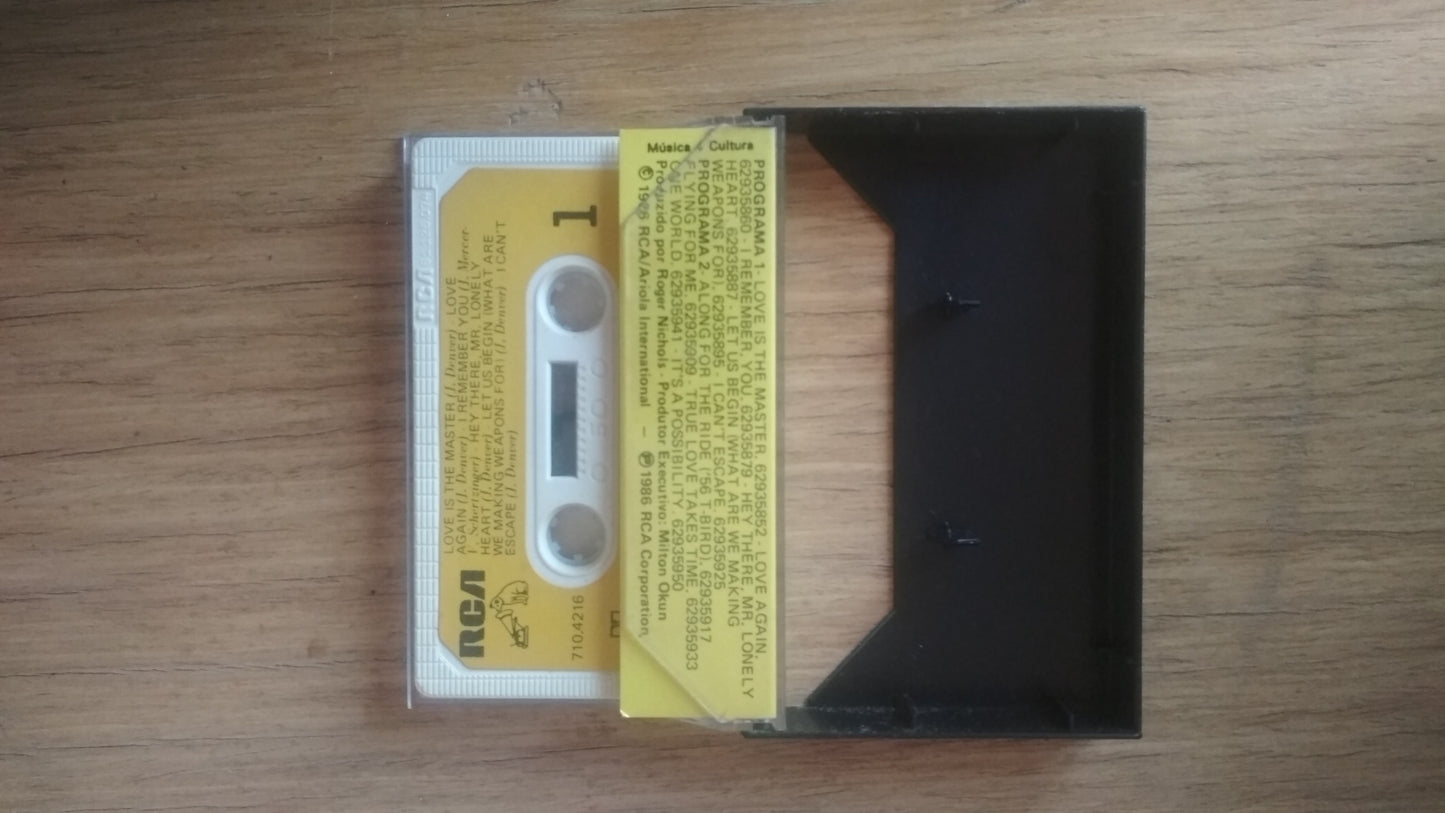 Música é Cultura
PROGRAMA 1 - LOVE IS THE MASTER. 62935852 - LOVE AGAIN.
62935860 - I REMEMBER YOU. 62935879 - HEY THERE, MR. LONELY
HEART. 62935887 - LET US BEGIN (WHAT ARE WE MAKING
WEAPONS FOR). 62935895 - I CAN'T ESCAPE. 62935925
PROGRAMA 2 - ALONG FOR THE RIDE ('56 T-BIRD). 62935917
FLYING FOR ME. 62935909 - TRUE LOVE TAKES TIME. 62935933
ONE WORLD. 62935941 - IT'S A POSSIBILITY. 62935950
Produzido por Roger Nichols - Produtor Executivo: Milton Okun
© 1986 RCA/Ariola International — ℗ 1986 RCA Corporation.
RCA
LOVE IS THE MASTER (J. Denver) - LOVE
AGAIN (J. Denver) - I REMEMBER YOU (J. Mercer-
Schertzinger) - HEY THERE, MR. LONELY
HEART (J. Denver) - LET US BEGIN (WHAT ARE
WE MAKING WEAPONS FOR) (J. Denver) I CAN'T
ESCAPE (J. Denver)
1
50
RCA
710.4216